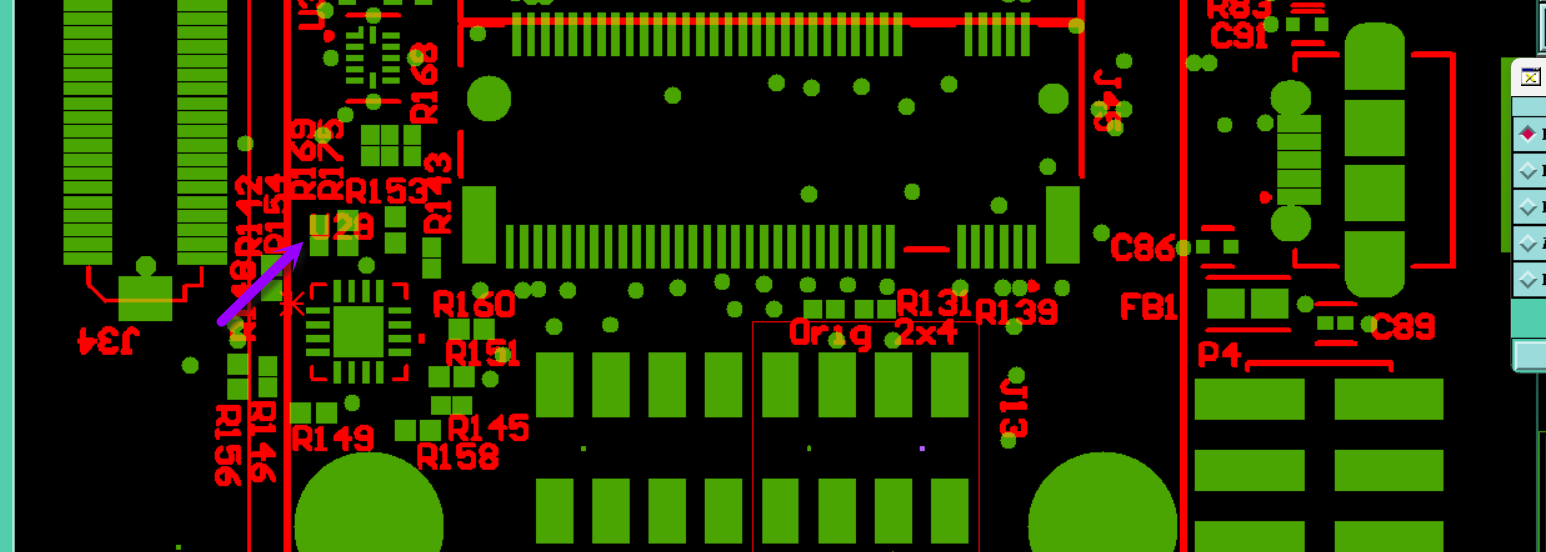 R83
C91
R168
J45
R169
R175
R142
R154
R153
R143
U29
C86
R160
R131
R139
FB1
C89
Orig 2x4
J34
R151
P4
J13
R156
R146
R149
R145
R158